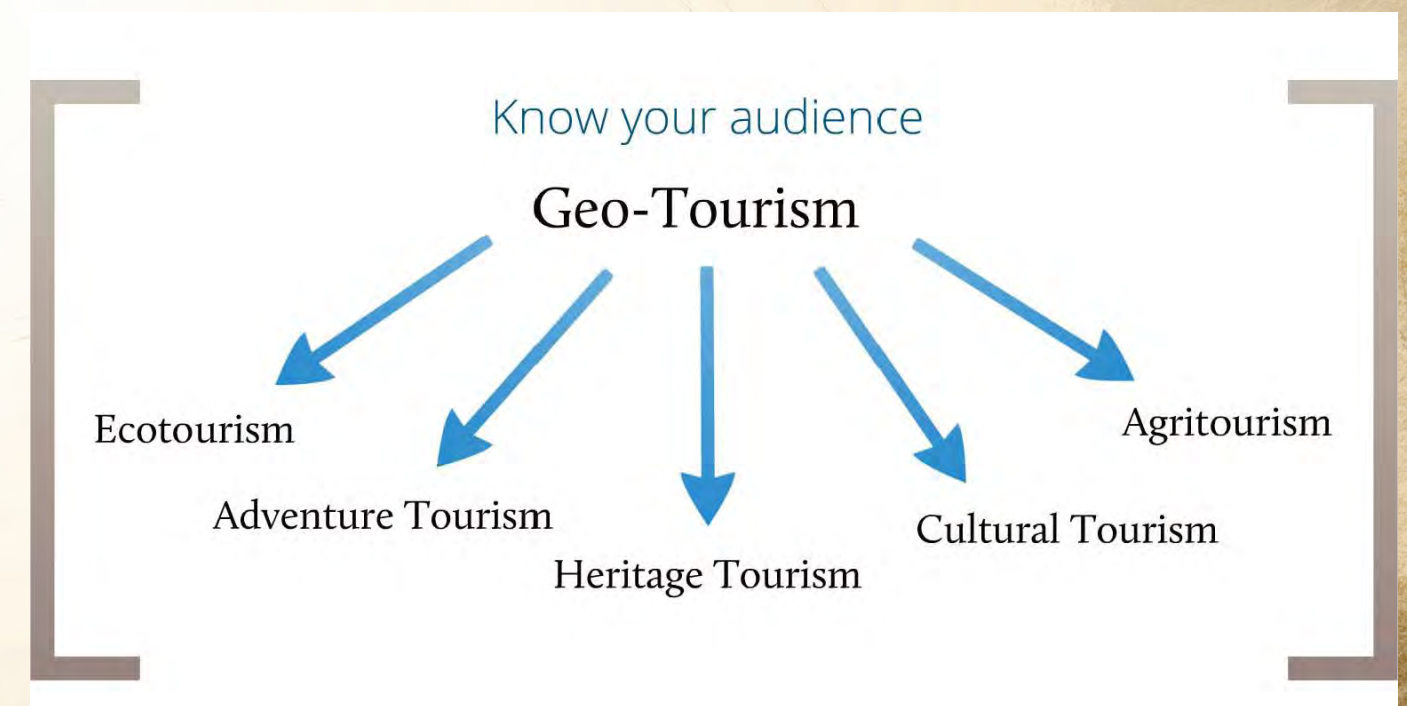 Know your audience
Geo-Tourism
Ecotourism
Adventure Tourism
Heritage Tourism
Cultural Tourism
Agritourism